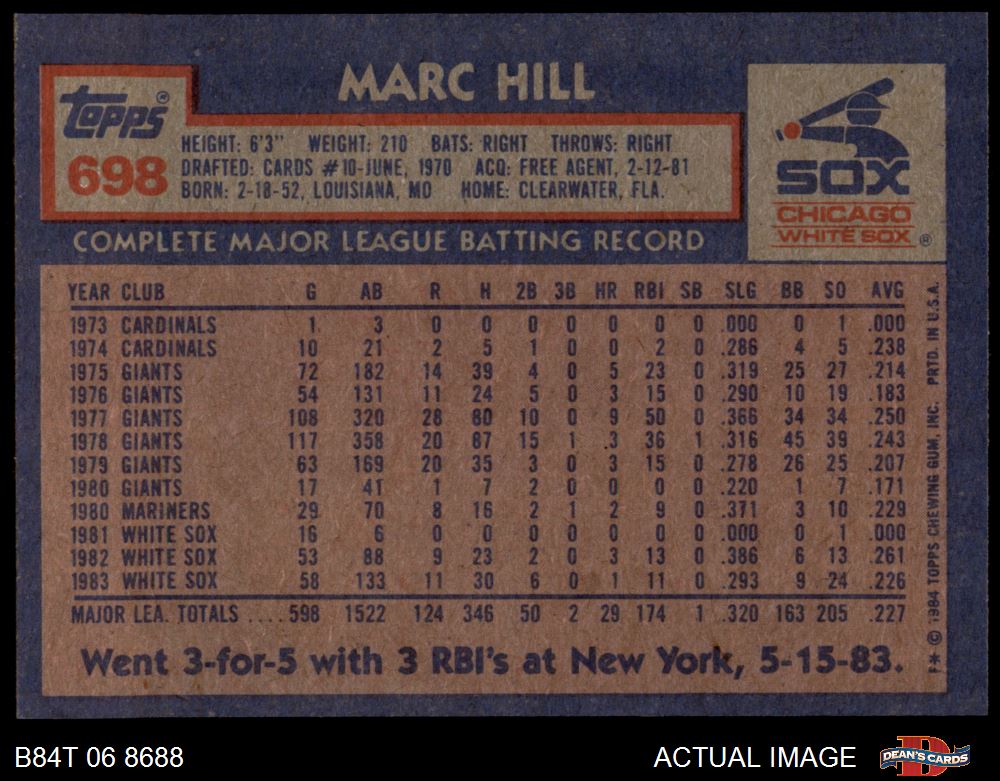 MARC HILL
Topps®
698
HEIGHT: 6'3" WEIGHT: 210 BATS: RIGHT THROWS: RIGHT
DRAFTED: CARDS #10-JUNE, 1970 ACQ: FREE AGENT, 2-12-81
BORN: 2-18-52, LOUISIANA, MO HOME: CLEARWATER, FLA.
SOX
CHICAGO
WHITE SOX ®
COMPLETE MAJOR LEAGUE BATTING RECORD
YEAR CLUB G AB R H 2B 3B HR RBI SB SLG BB SO AVG
1973 CARDINALS 1 3 0 0 0 0 0 0 0 .000 0 1 .000
1974 CARDINALS 10 21 2 5 1 0 0 2 0 .286 4 5 .238
1975 GIANTS 72 182 14 39 4 0 5 23 0 .319 25 27 .214
1976 GIANTS 54 131 11 24 5 0 3 15 0 .290 10 19 .183
1977 GIANTS 108 320 28 80 10 0 9 50 0 .366 34 34 .250
1978 GIANTS 117 358 20 87 15 1 .3 36 1 .316 45 39 .243
1979 GIANTS 63 169 20 35 3 0 3 15 0 .278 26 25 .207
1980 GIANTS 17 41 1 7 2 0 0 0 0 .220 1 7 .171
1980 MARINERS 29 70 8 16 2 1 2 9 0 .371 3 10 .229
1981 WHITE SOX 16 6 0 0 0 0 0 0 0 .000 0 1 .000
1982 WHITE SOX 53 88 9 23 2 0 3 13 0 .386 6 13 .261
1983 WHITE SOX 58 133 11 30 6 0 1 11 0 .293 9 24 .226
MAJOR LEA. TOTALS ....598 1522 124 346 50 2 29 174 1 .320 163 205 .227
Went 3-for-5 with 3 RBI's at New York, 5-15-83.
F* © 1984 TOPPS CHEWING GUM, INC. PRTD. IN U.S.A.
B84T 06 8688
ACTUAL IMAGE
D
DEAN'S CARDS